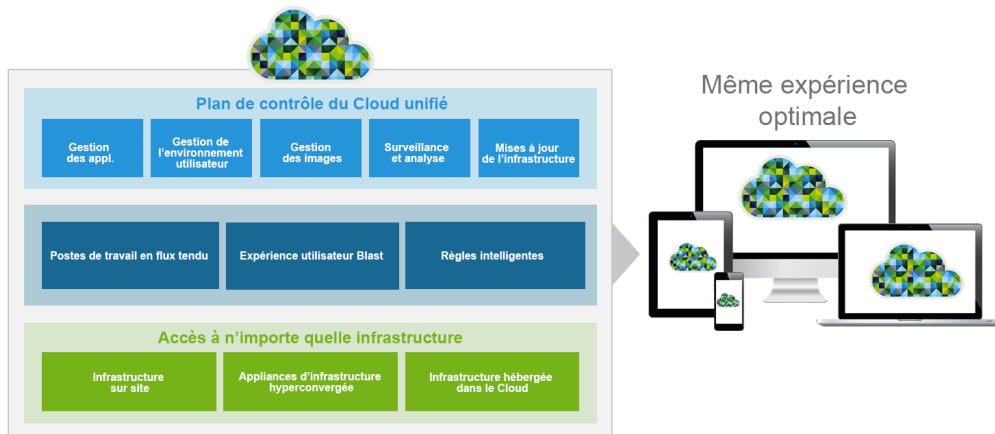 Plan de contrôle du Cloud unifié
Gestion
des appl.
Gestion de
l’environnement
utilisateur
Gestion
des images
Surveillance
et analyse
Mises à jour
de l’infrastructure
Postes de travail en flux tendu
Expérience utilisateur Blast
Règles intelligentes
Accès à n’importe quelle infrastructure
Infrastructure
sur site
Appliances d’infrastructure
hyperconvergée
Infrastructure hébergée
dans le Cloud
Même expérience
optimale